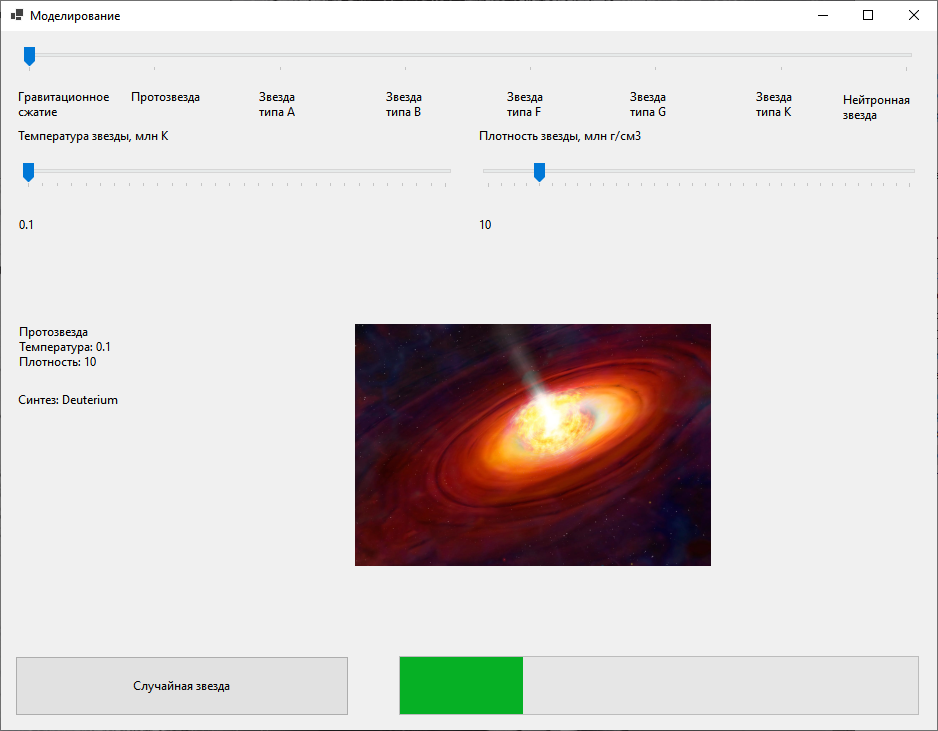 Моделирование
Гравитационное сжатие
Протозвезда
Звезда типа A
Звезда типа B
Звезда типа F
Звезда типа G
Звезда типа K
Нейтронная звезда
Температура звезды, млн К
Плотность звезды, млн г/см3
0.1
10
Протозвезда
Температура: 0.1
Плотность: 10
Синтез: Deuterium
Случайная звезда